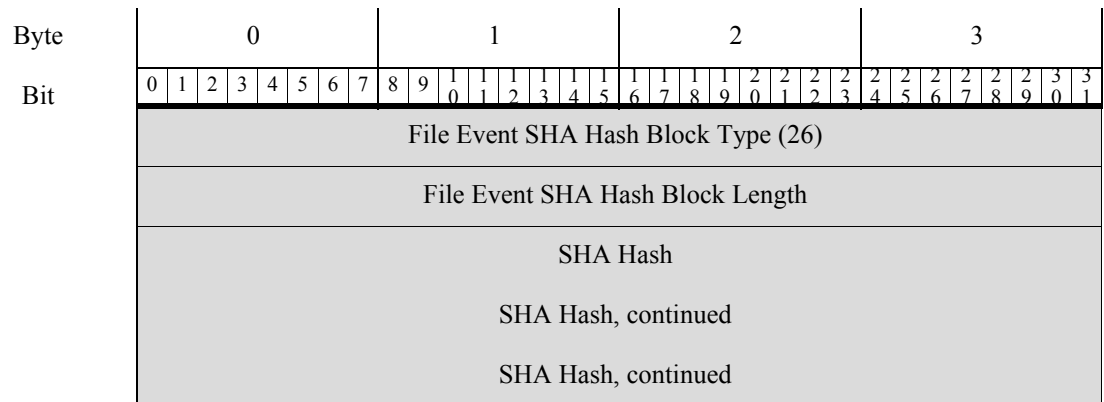 Byte 0 1 2 3
Bit 0 1 2 3 4 5 6 7 8 9 10 11 12 13 14 15 16 17 18 19 20 21 22 23 24 25 26 27 28 29 30 31
File Event SHA Hash Block Type (26)
File Event SHA Hash Block Length
SHA Hash
SHA Hash, continued
SHA Hash, continued